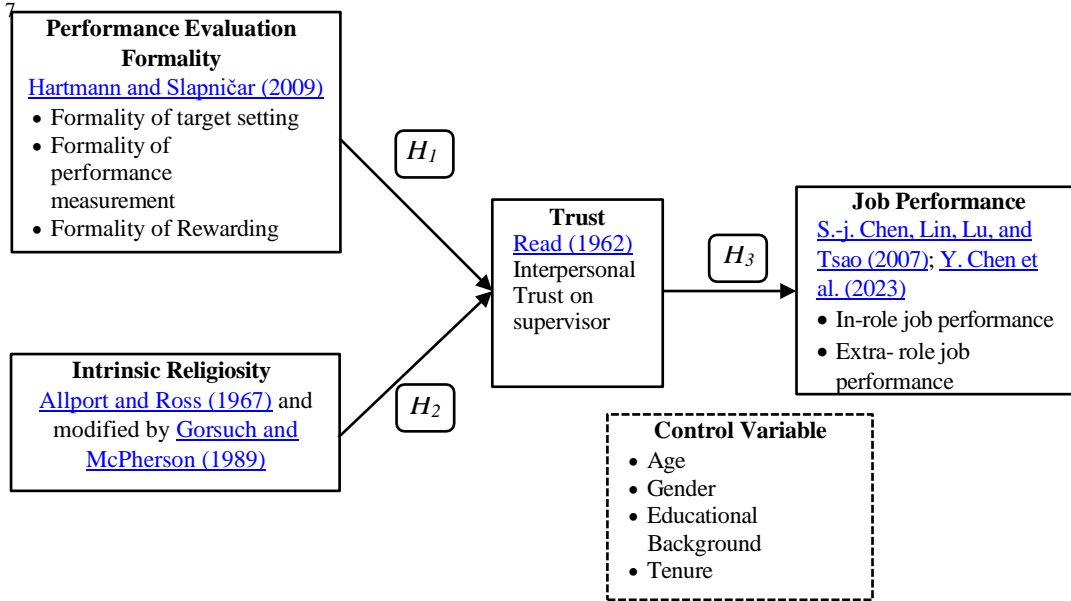 7
Performance Evaluation
Formality
Hartmann and Slapničar (2009)
• Formality of target setting
• Formality of
performance
measurement
• Formality of Rewarding
H1
Trust
Read (1962)
Interpersonal
Trust on
supervisor
H3
Job Performance
S.-j. Chen, Lin, Lu, and
Tsao (2007); Y. Chen et
al. (2023)
• In-role job performance
• Extra- role job
performance
Intrinsic Religiosity
Allport and Ross (1967) and
modified by Gorsuch and
McPherson (1989)
H2
Control Variable
• Age
• Gender
• Educational
Background
• Tenure